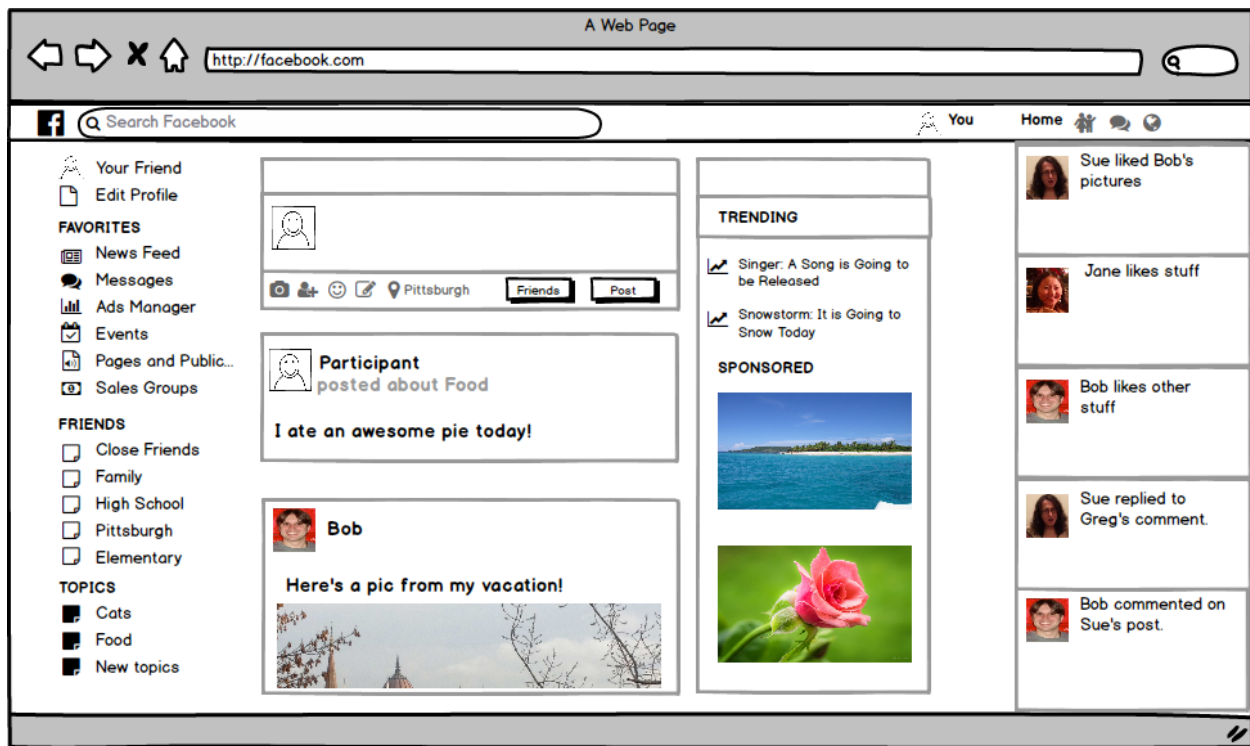 A Web Page
http://facebook.com
Search Facebook
You
Home
Your Friend
Edit Profile
FAVORITES
News Feed
Messages
Ads Manager
Events
Pages and Public...
Sales Groups
FRIENDS
Close Friends
Family
High School
Pittsburgh
Elementary
TOPICS
Cats
Food
New topics
Pittsburgh
Friends
Post
Participant
posted about Food
I ate an awesome pie today!
Bob
Here's a pic from my vacation!
TRENDING
Singer: A Song is Going to
be Released
Snowstorm: It is Going to
Snow Today
SPONSORED
Sue liked Bob's
pictures
Jane likes stuff
Bob likes other
stuff
Sue replied to
Greg's comment.
Bob commented on
Sue's post.